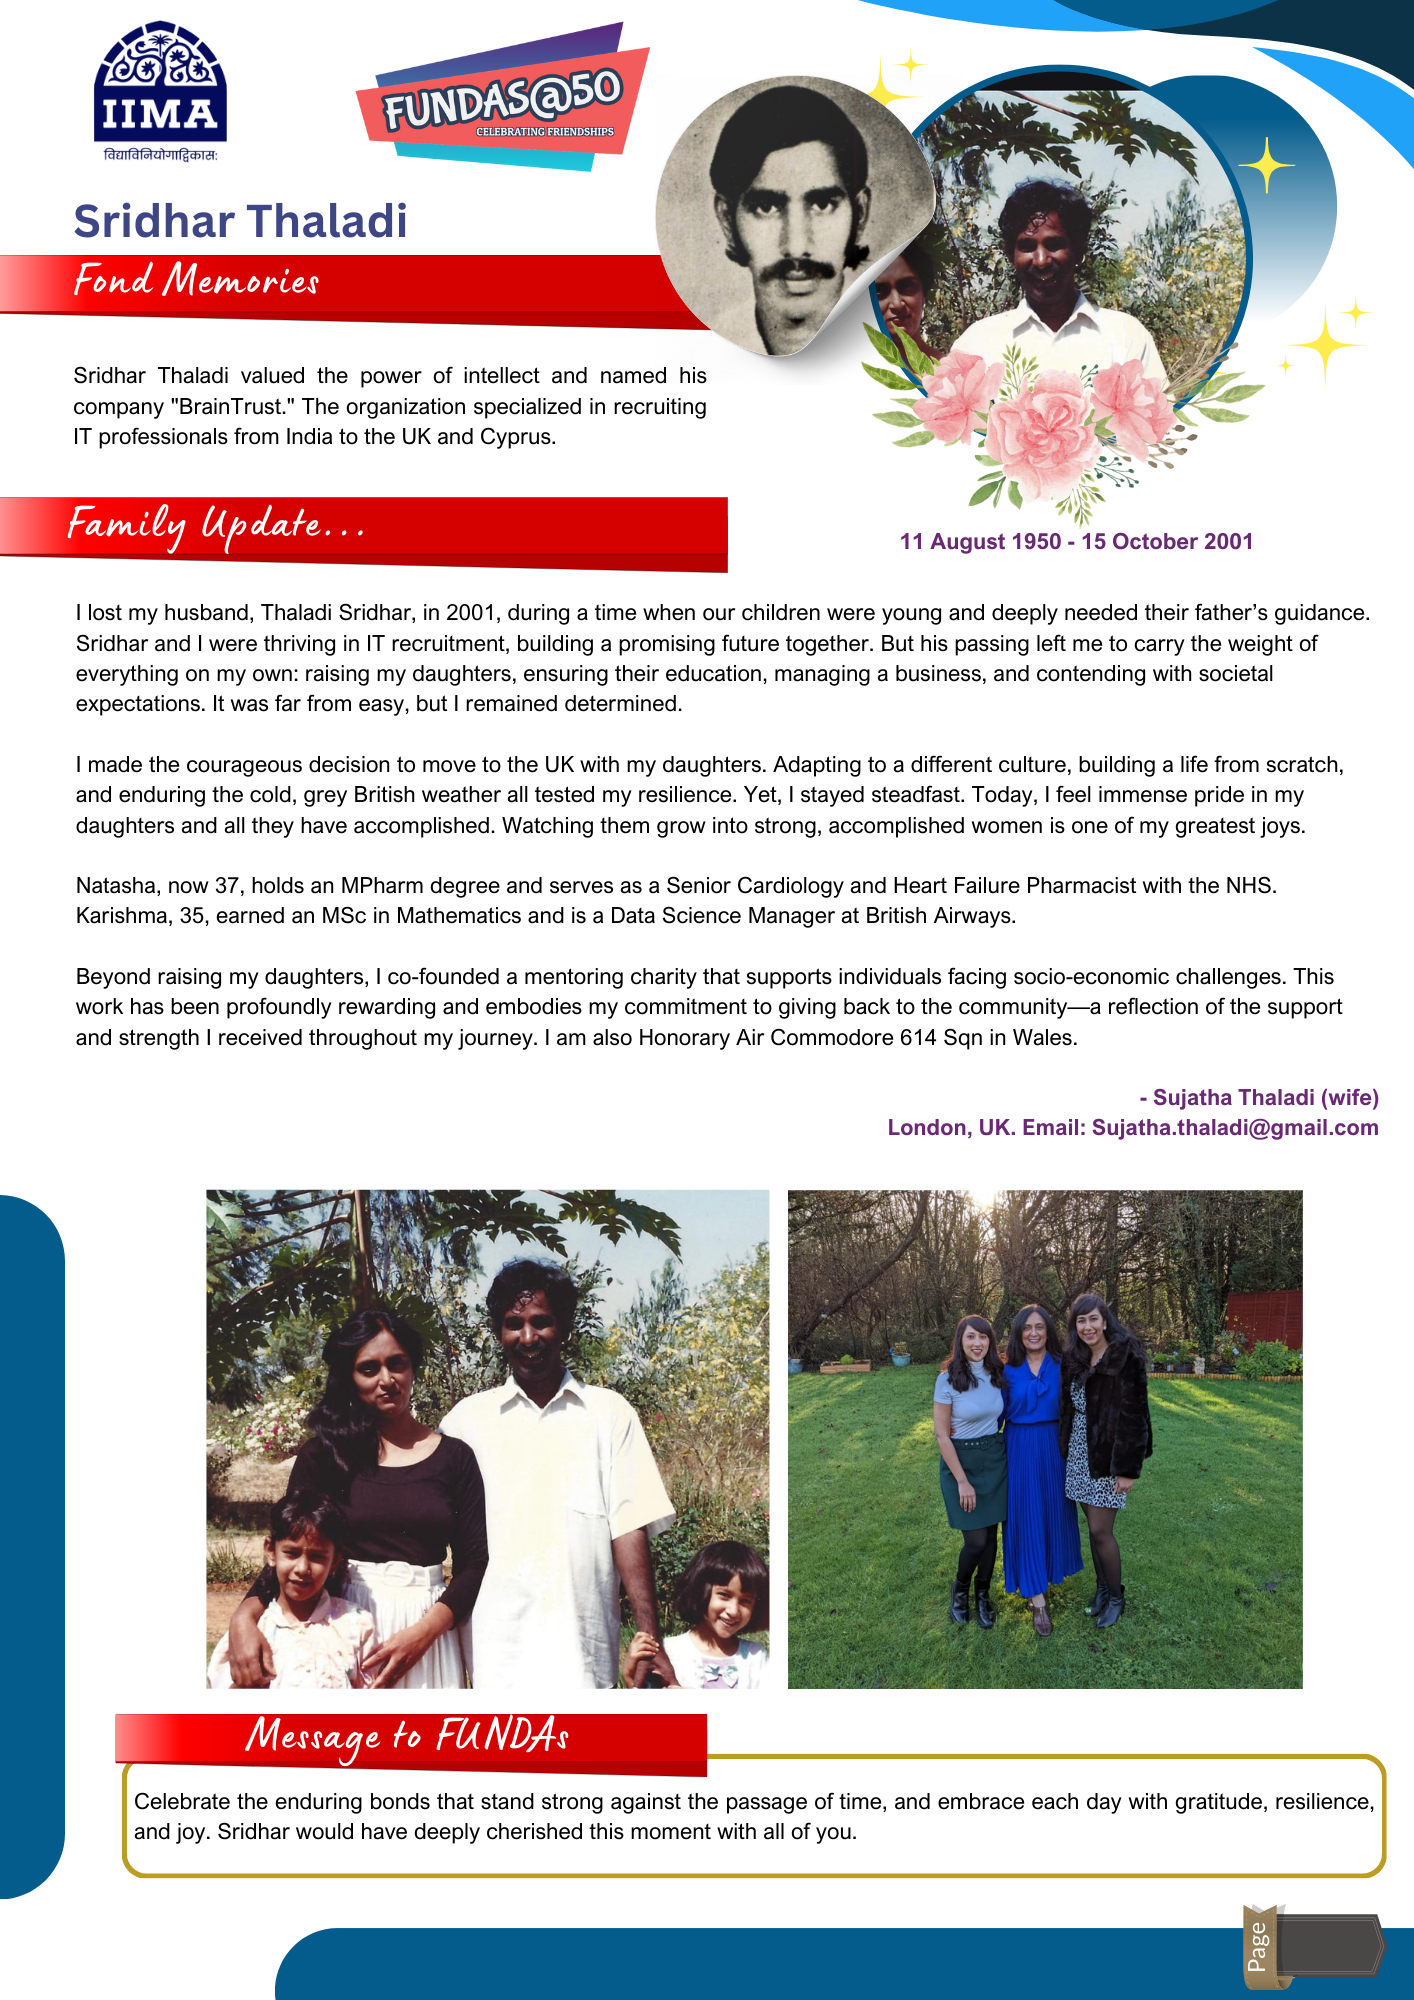 IIMA
विद्याविनियोगाद्विकास:
FUNDAS@50
CELEBRATING FRIENDSHIPS
Sridhar Thaladi
Fond Memories
Sridhar Thaladi valued the power of intellect and named his
company "BrainTrust." The organization specialized in recruiting
IT professionals from India to the UK and Cyprus.
Family Update...
11 August 1950 - 15 October 2001
I lost my husband, Thaladi Sridhar, in 2001, during a time when our children were young and deeply needed their father’s guidance.
Sridhar and I were thriving in IT recruitment, building a promising future together. But his passing left me to carry the weight of
everything on my own: raising my daughters, ensuring their education, managing a business, and contending with societal
expectations. It was far from easy, but I remained determined.
I made the courageous decision to move to the UK with my daughters. Adapting to a different culture, building a life from scratch,
and enduring the cold, grey British weather all tested my resilience. Yet, I stayed steadfast. Today, I feel immense pride in my
daughters and all they have accomplished. Watching them grow into strong, accomplished women is one of my greatest joys.
Natasha, now 37, holds an MPharm degree and serves as a Senior Cardiology and Heart Failure Pharmacist with the NHS.
Karishma, 35, earned an MSc in Mathematics and is a Data Science Manager at British Airways.
Beyond raising my daughters, I co-founded a mentoring charity that supports individuals facing socio-economic challenges. This
work has been profoundly rewarding and embodies my commitment to giving back to the community—a reflection of the support
and strength I received throughout my journey. I am also Honorary Air Commodore 614 Sqn in Wales.
- Sujatha Thaladi (wife)
London, UK. Email: Sujatha.thaladi@gmail.com
Message to FUNDAs
Celebrate the enduring bonds that stand strong against the passage of time, and embrace each day with gratitude, resilience,
and joy. Sridhar would have deeply cherished this moment with all of you.
Page